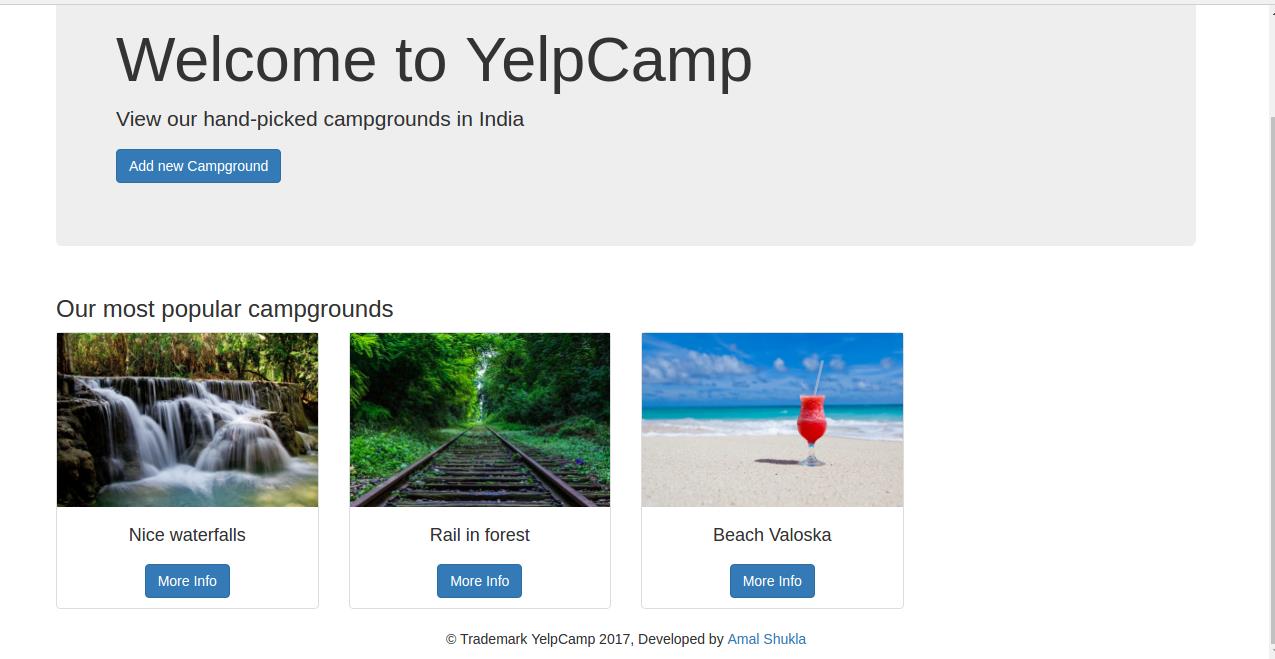 Welcome to YelpCamp
View our hand-picked campgrounds in India
Add new Campground
Our most popular campgrounds
Nice waterfalls
More Info
Rail in forest
More Info
Beach Valoska
More Info
© Trademark YelpCamp 2017, Developed by Amal Shukla